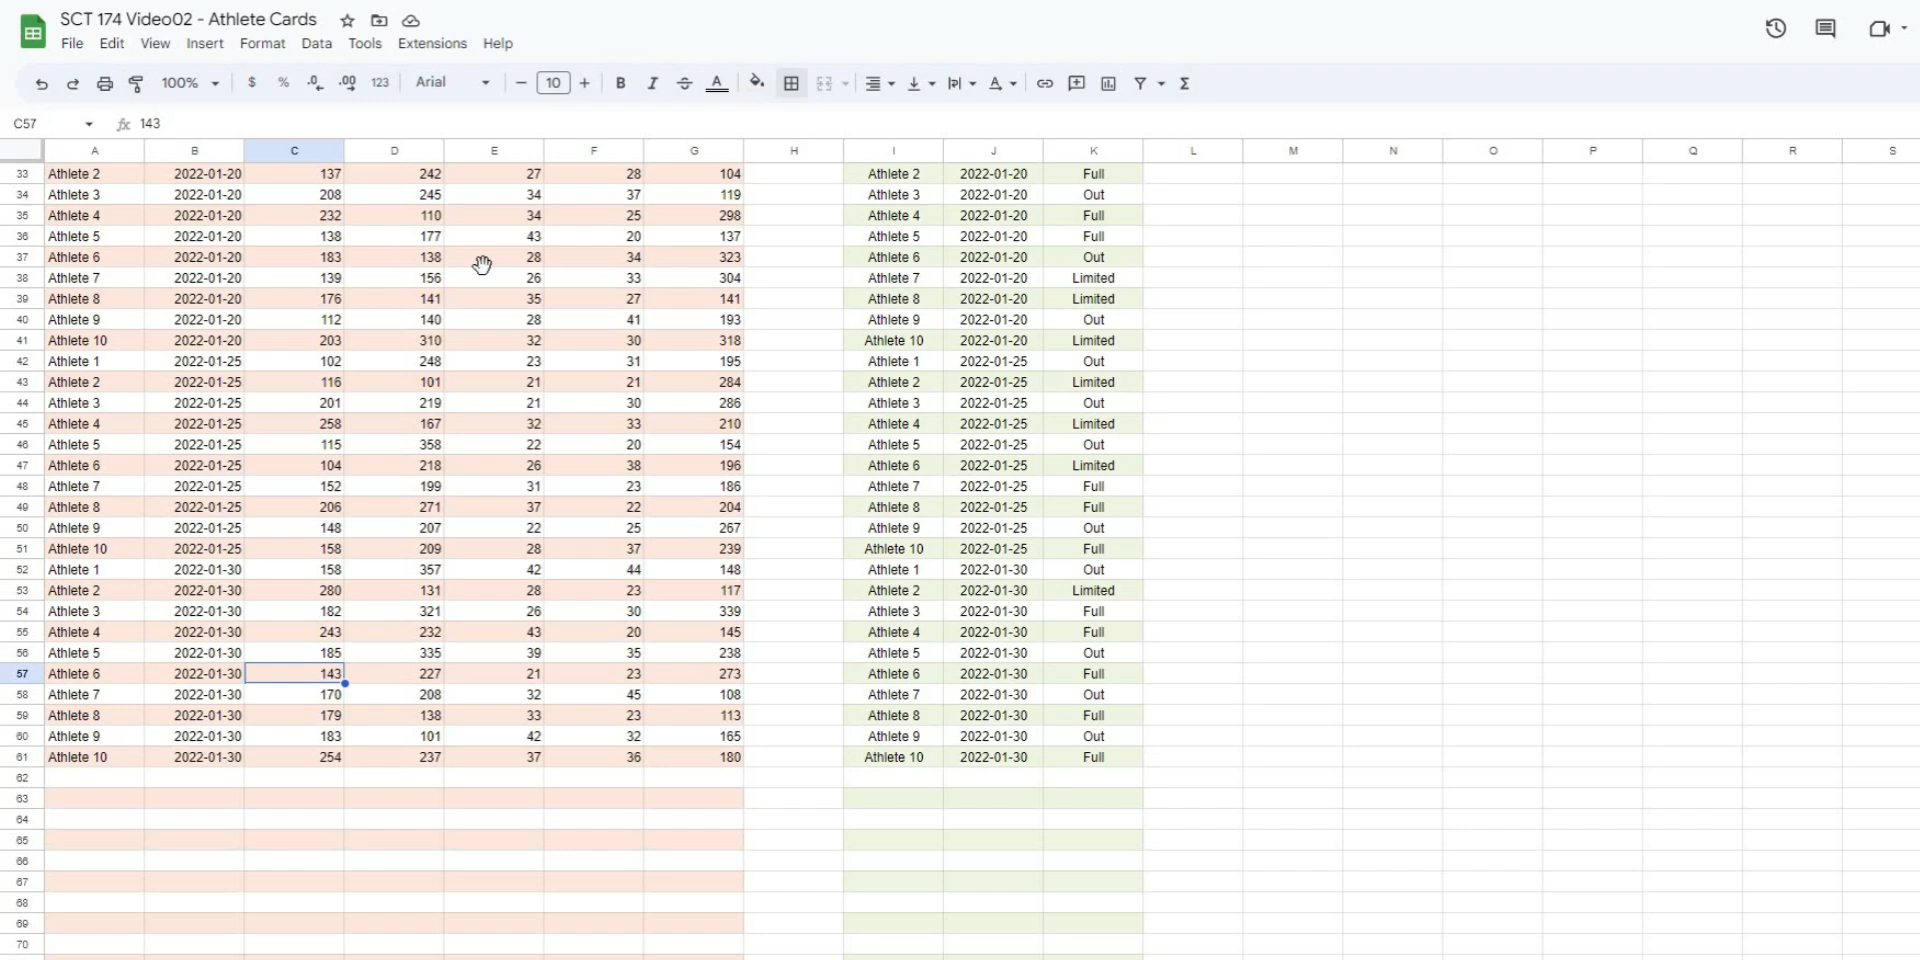 SCT 174 Video02 - Athlete Cards
File Edit View Insert Format Data Tools Extensions Help
100% $ % .0 .00 123 Arial 10 B I A Σ
C57 fx 143
A B C D E F G H I J K L M N O P Q R S
33 Athlete 2 2022-01-20 137 242 27 28 104 Athlete 2 2022-01-20 Full
34 Athlete 3 2022-01-20 208 245 34 37 119 Athlete 3 2022-01-20 Out
35 Athlete 4 2022-01-20 232 110 34 25 298 Athlete 4 2022-01-20 Full
36 Athlete 5 2022-01-20 138 177 43 20 137 Athlete 5 2022-01-20 Full
37 Athlete 6 2022-01-20 183 138 28 34 323 Athlete 6 2022-01-20 Out
38 Athlete 7 2022-01-20 139 156 26 33 304 Athlete 7 2022-01-20 Limited
39 Athlete 8 2022-01-20 176 141 35 27 141 Athlete 8 2022-01-20 Limited
40 Athlete 9 2022-01-20 112 140 28 41 193 Athlete 9 2022-01-20 Out
41 Athlete 10 2022-01-20 203 310 32 30 318 Athlete 10 2022-01-20 Limited
42 Athlete 1 2022-01-25 102 248 23 31 195 Athlete 1 2022-01-25 Out
43 Athlete 2 2022-01-25 116 101 21 21 284 Athlete 2 2022-01-25 Limited
44 Athlete 3 2022-01-25 201 219 21 30 286 Athlete 3 2022-01-25 Out
45 Athlete 4 2022-01-25 258 167 32 33 210 Athlete 4 2022-01-25 Limited
46 Athlete 5 2022-01-25 115 358 22 20 154 Athlete 5 2022-01-25 Out
47 Athlete 6 2022-01-25 104 218 26 38 196 Athlete 6 2022-01-25 Limited
48 Athlete 7 2022-01-25 152 199 31 23 186 Athlete 7 2022-01-25 Full
49 Athlete 8 2022-01-25 206 271 37 22 204 Athlete 8 2022-01-25 Full
50 Athlete 9 2022-01-25 148 207 22 25 267 Athlete 9 2022-01-25 Out
51 Athlete 10 2022-01-25 158 209 28 37 239 Athlete 10 2022-01-25 Full
52 Athlete 1 2022-01-30 158 357 42 44 148 Athlete 1 2022-01-30 Out
53 Athlete 2 2022-01-30 280 131 28 23 117 Athlete 2 2022-01-30 Limited
54 Athlete 3 2022-01-30 182 321 26 30 339 Athlete 3 2022-01-30 Full
55 Athlete 4 2022-01-30 243 232 43 20 145 Athlete 4 2022-01-30 Full
56 Athlete 5 2022-01-30 185 335 39 35 238 Athlete 5 2022-01-30 Out
57 Athlete 6 2022-01-30 143 227 21 23 273 Athlete 6 2022-01-30 Full
58 Athlete 7 2022-01-30 170 208 32 45 108 Athlete 7 2022-01-30 Out
59 Athlete 8 2022-01-30 179 138 33 23 113 Athlete 8 2022-01-30 Full
60 Athlete 9 2022-01-30 183 101 42 32 165 Athlete 9 2022-01-30 Out
61 Athlete 10 2022-01-30 254 237 37 36 180 Athlete 10 2022-01-30 Full
62
63
64
65
66
67
68
69
70